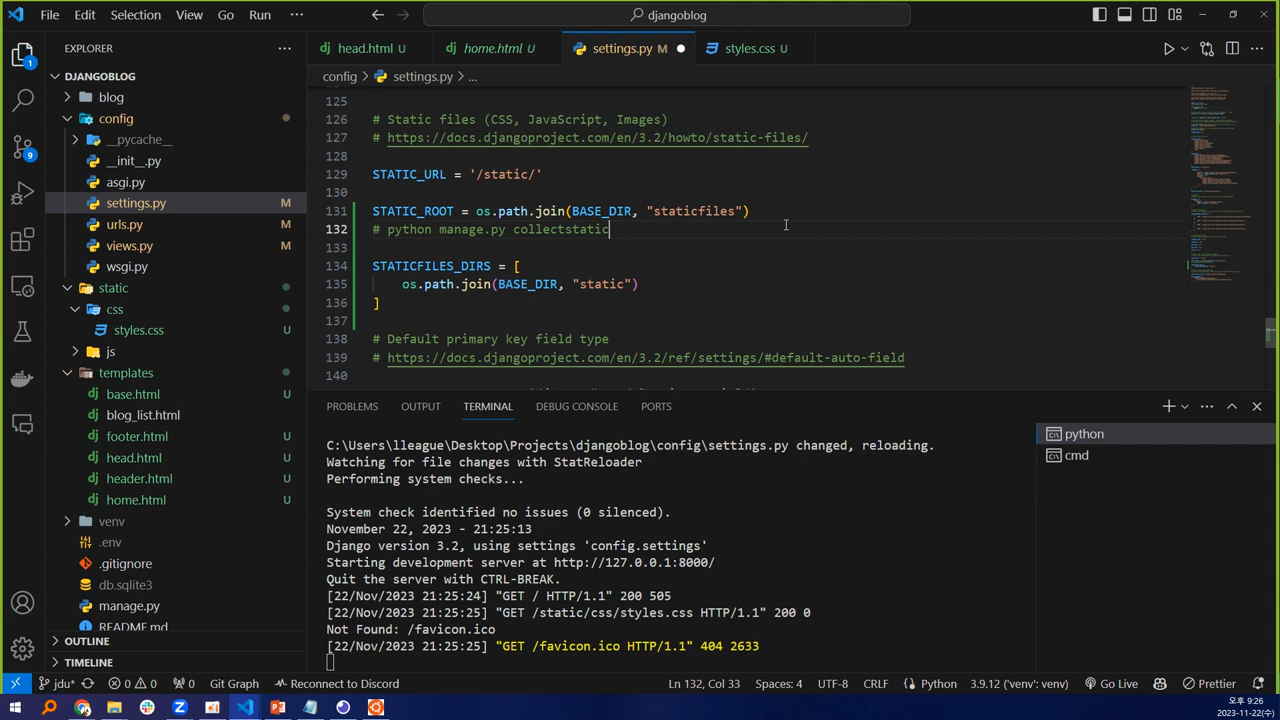 File Edit Selection View Go Run ··· djangoblog
EXPLORER ···
head.html U home.html U settings.py M styles.css U
DJANGOBLOG
config > settings.py > ...
blog
config
__pycache__
__init__.py
asgi.py
settings.py M
urls.py M
views.py M
wsgi.py
static
css
styles.css U
js
templates
base.html U
blog_list.html U
footer.html U
head.html U
header.html U
home.html U
venv
.env
.gitignore
db.sqlite3
manage.py
README.md
OUTLINE
TIMELINE
125
126 # Static files (CSS, JavaScript, Images)
127 # https://docs.djangoproject.com/en/3.2/howto/static-files/
128
129 STATIC_URL = '/static/'
130
131 STATIC_ROOT = os.path.join(BASE_DIR, "staticfiles")
132 # python manage.py collectstatic
133
134 STATICFILES_DIRS = [
135 os.path.join(BASE_DIR, "static")
136 ]
137
138 # Default primary key field type
139 # https://docs.djangoproject.com/en/3.2/ref/settings/#default-auto-field
140
PROBLEMS OUTPUT TERMINAL DEBUG CONSOLE PORTS
python
cmd
C:\Users\lleague\Desktop\Projects\djangoblog\config\settings.py changed, reloading.
Watching for file changes with StatReloader
Performing system checks...
System check identified no issues (0 silenced).
November 22, 2023 - 21:25:13
Django version 3.2, using settings 'config.settings'
Starting development server at http://127.0.0.1:8000/
Quit the server with CTRL-BREAK.
[22/Nov/2023 21:25:24] "GET / HTTP/1.1" 200 505
[22/Nov/2023 21:25:25] "GET /static/css/styles.css HTTP/1.1" 200 0
Not Found: /favicon.ico
[22/Nov/2023 21:25:25] "GET /favicon.ico HTTP/1.1" 404 2633
jdu* 0 0 0 Git Graph Reconnect to Discord Ln 132, Col 33 Spaces: 4 UTF-8 CRLF Python 3.9.12 ('venv': venv) Go Live Prettier
오후 9:26
2023-11-22(수)